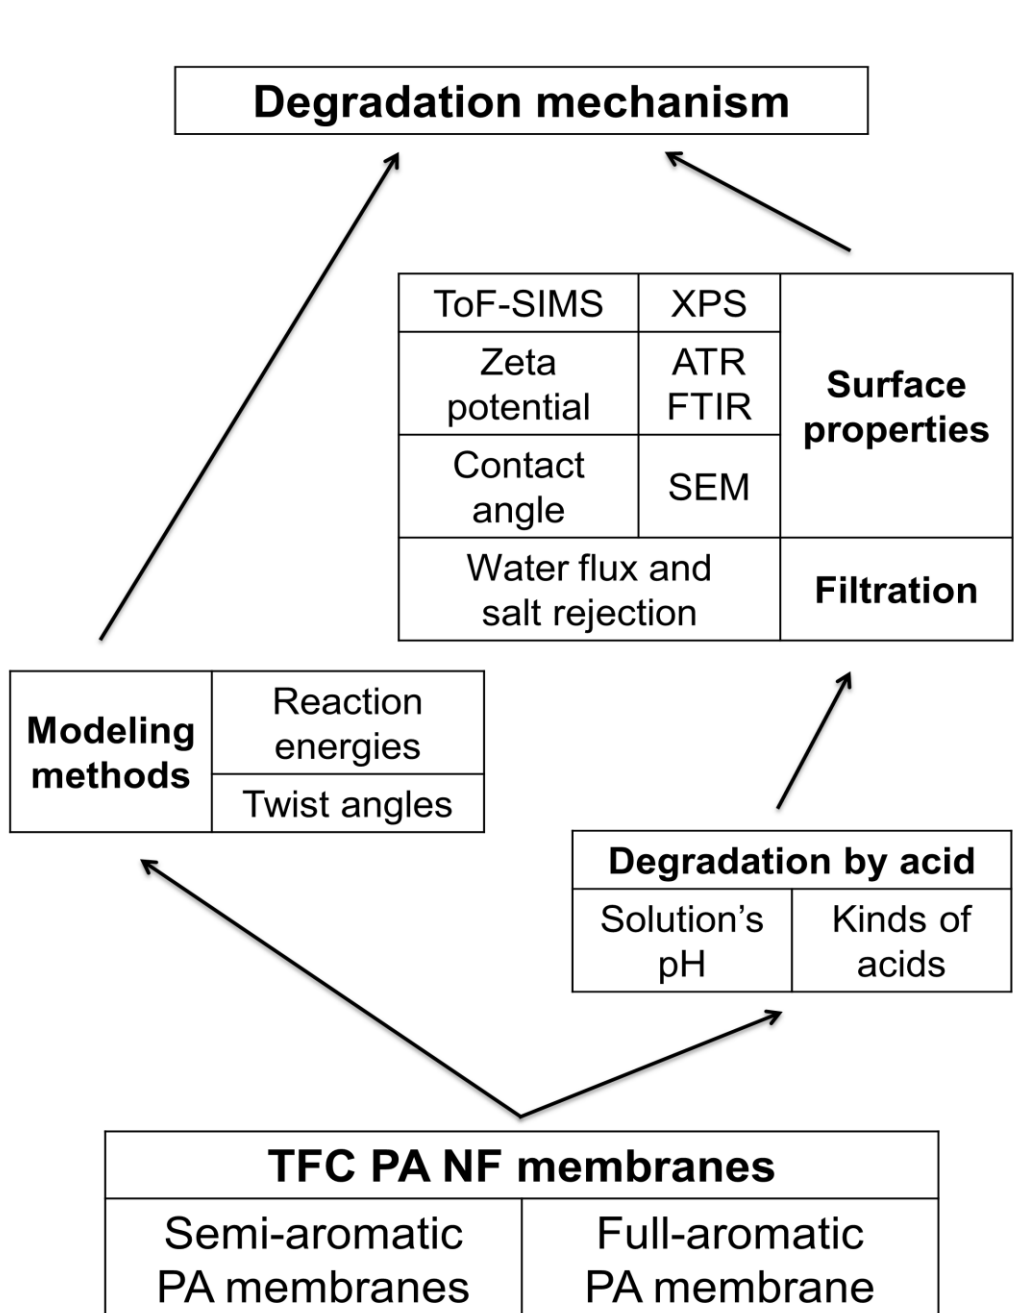 Degradation mechanism
ToF-SIMS
XPS
Zeta
potential
ATR
FTIR
Surface
properties
Contact
angle
SEM
Water flux and
salt rejection
Filtration
Modeling
methods
Reaction
energies
Twist angles
Degradation by acid
Solution’s
pH
Kinds of
acids
TFC PA NF membranes
Semi-aromatic
PA membranes
Full-aromatic
PA membrane